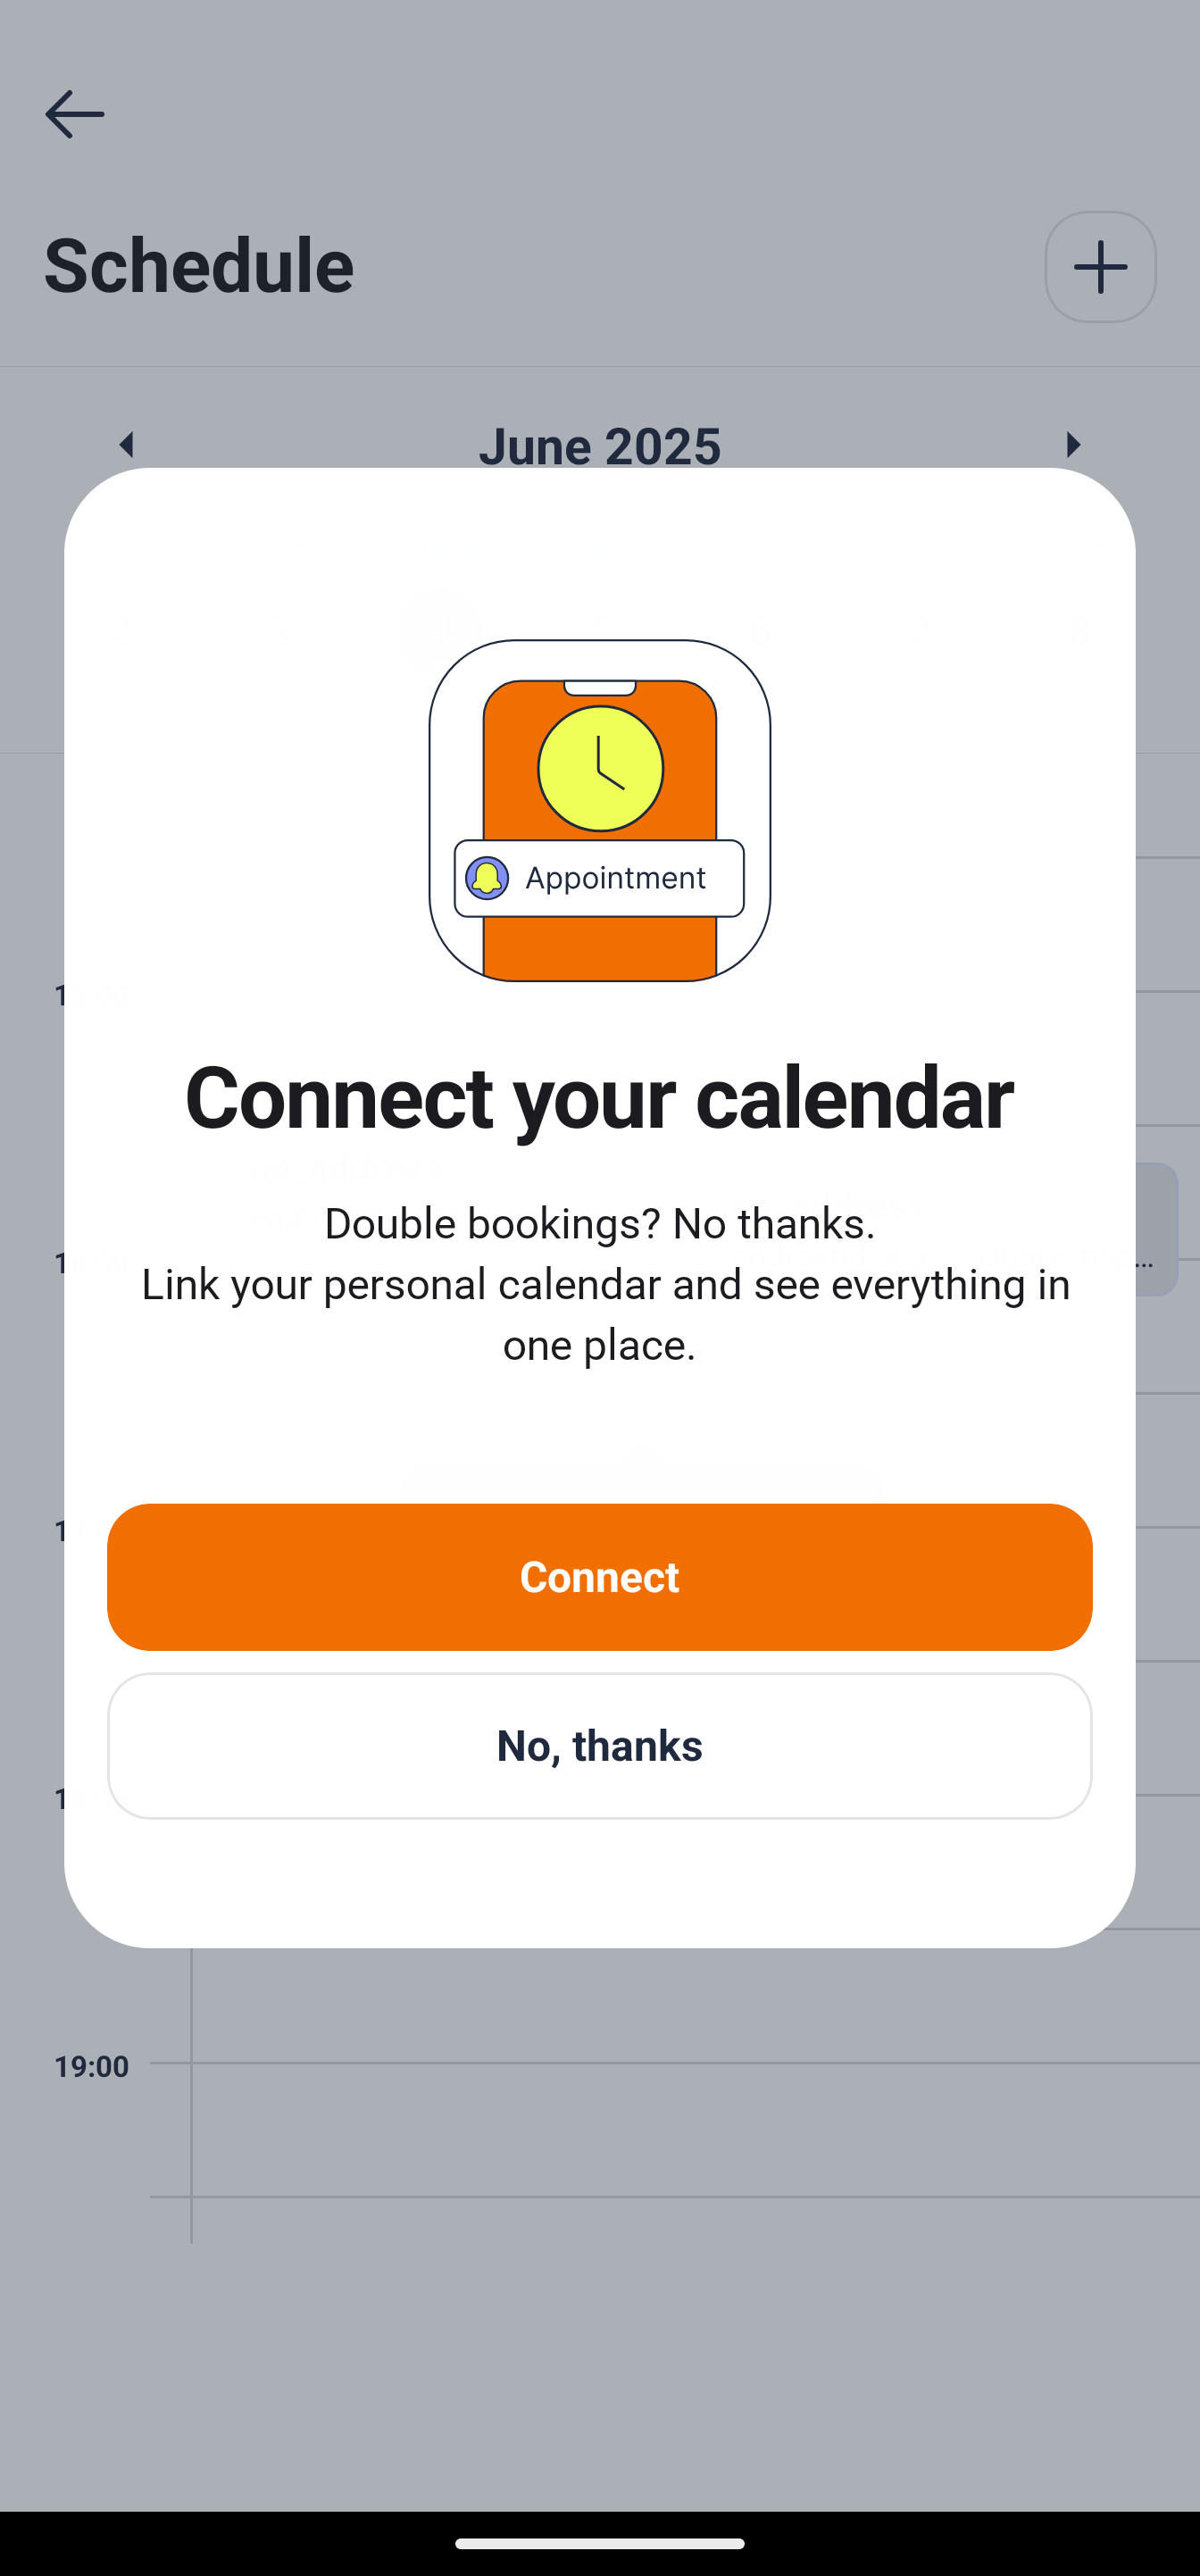 Schedule
June 2025
Appointment
Connect your calendar
Double bookings? No thanks.
Link your personal calendar and see everything in
one place.
Connect
No, thanks
19:00